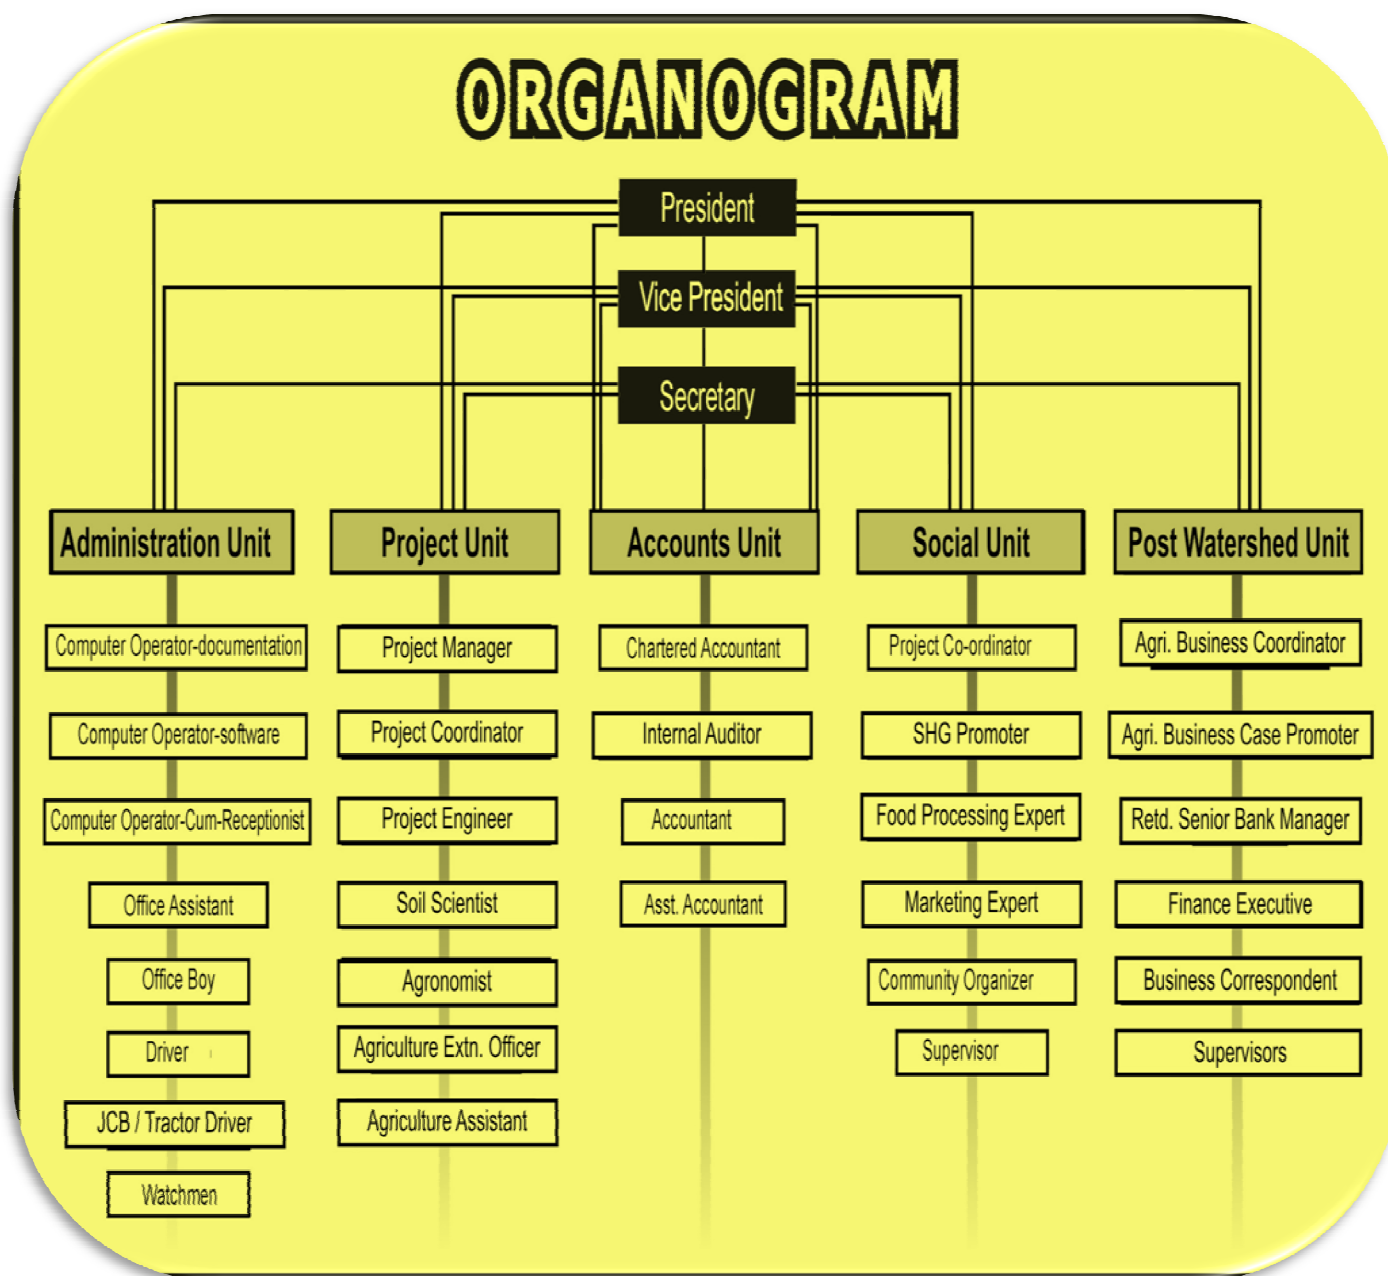 ORGANOGRAM
President
Vice President
Secretary
Administration Unit
Computer Operator-documentation
Computer Operator-software
Computer Operator-Cum-Receptionist
Office Assistant
Office Boy
Driver
JCB / Tractor Driver
Watchmen
Project Unit
Project Manager
Project Coordinator
Project Engineer
Soil Scientist
Agronomist
Agriculture Extn. Officer
Agriculture Assistant
Accounts Unit
Chartered Accountant
Internal Auditor
Accountant
Asst. Accountant
Social Unit
Project Co-ordinator
SHG Promoter
Food Processing Expert
Marketing Expert
Community Organizer
Supervisor
Post Watershed Unit
Agri. Business Coordinator
Agri. Business Case Promoter
Retd. Senior Bank Manager
Finance Executive
Business Correspondent
Supervisors